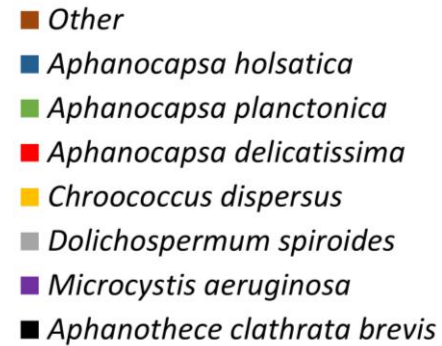 Other
Aphanocapsa holsatica
Aphanocapsa planctonica
Aphanocapsa delicatissima
Chroococcus dispersus
Dolichospermum spiroides
Microcystis aeruginosa
Aphanothece clathrata brevis